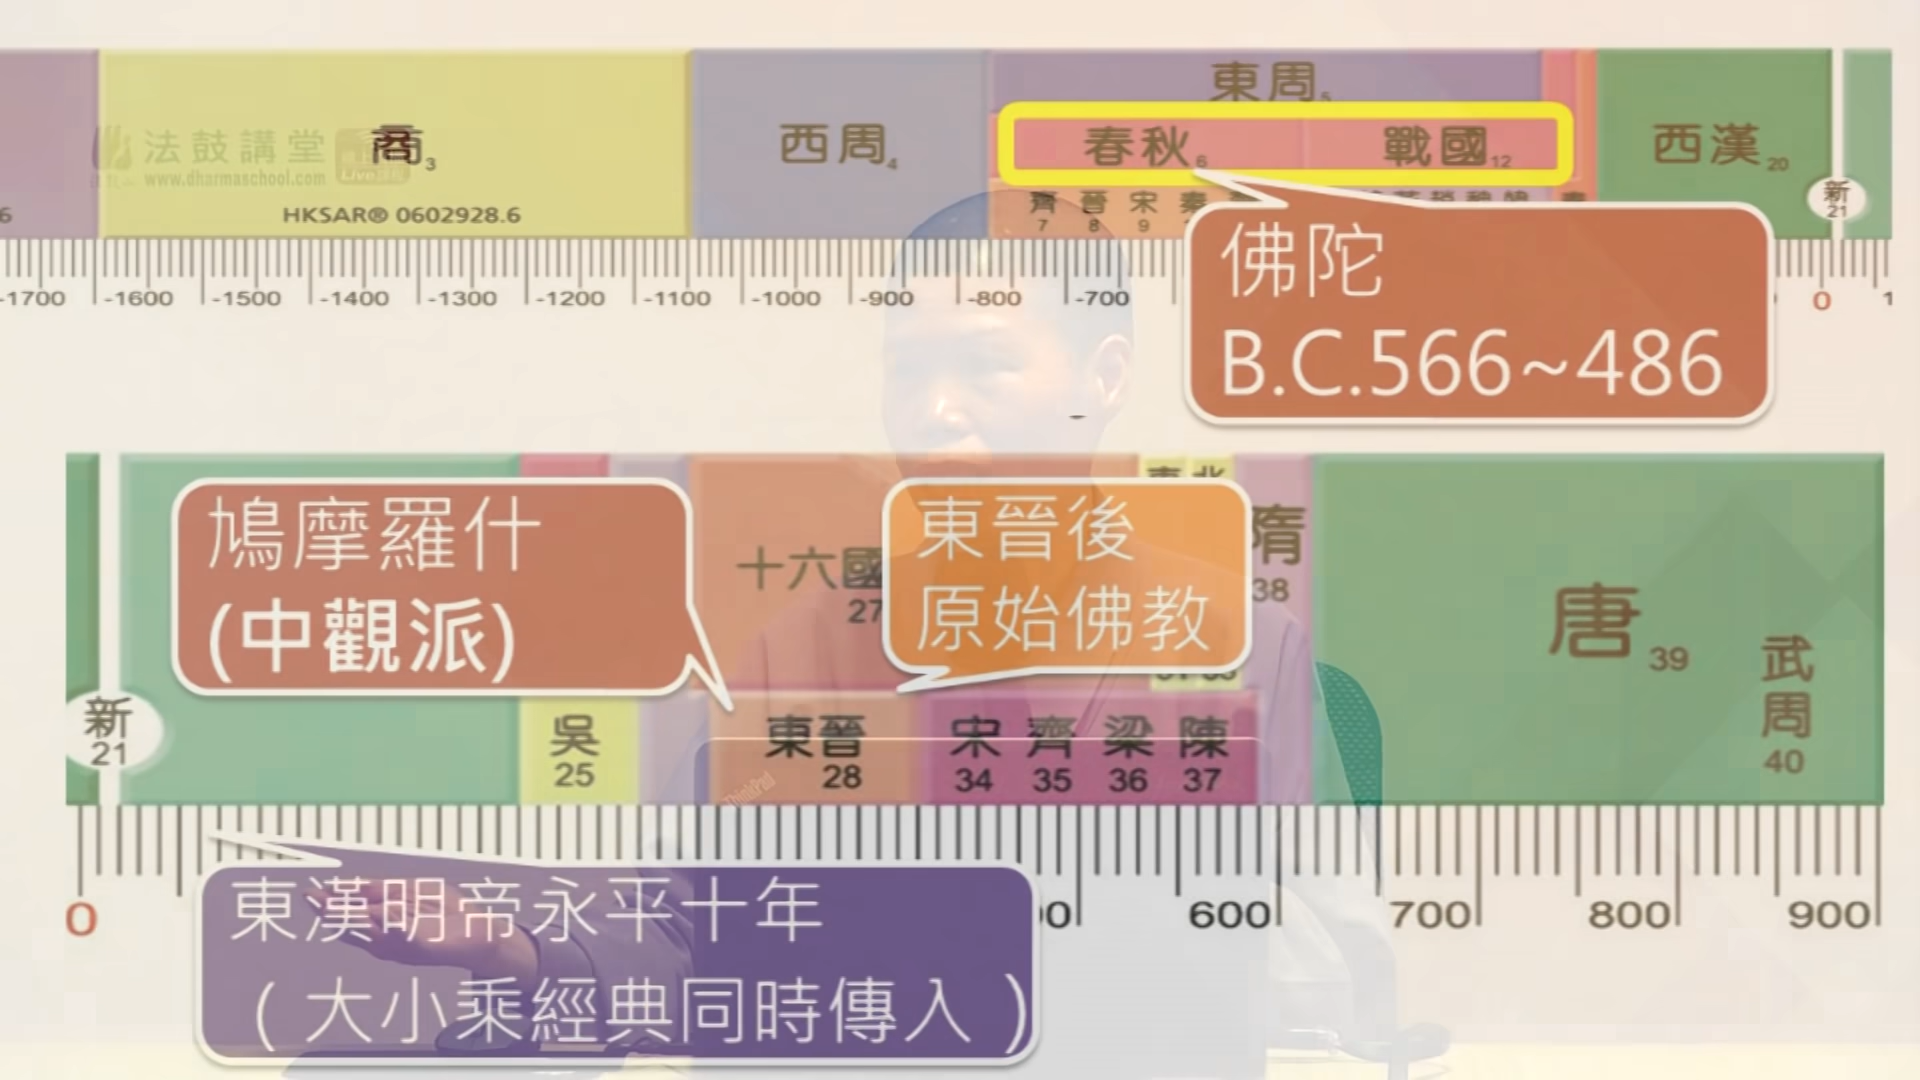 東周5
商3
西周4
春秋6
戰國12
西漢20
法鼓講堂
www.dharmaschool.com
Live
HKSAR® 0602928.6
6
齊 晉 宋 秦
7 8 9
新
21
-1700 -1600 -1500 -1400 -1300 -1200 -1100 -1000 -900 -800 -700 0 1
佛陀
B.C.566~486
鳩摩羅什
(中觀派)
十六國
27
東晉後
原始佛教
隋
38
唐39
武周
40
新
21
吳
25
東晉
28
宋 齊 梁 陳
34 35 36 37
ThinkPad
0 600 700 800 900
東漢明帝永平十年
(大小乘經典同時傳入)